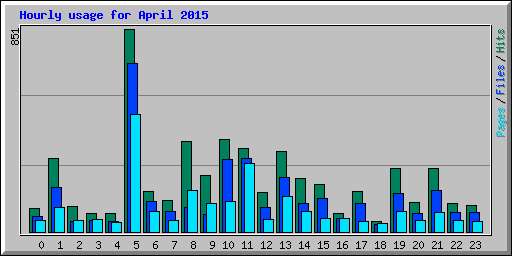 Hourly usage for April 2015
851
Pages / Files / Hits
0 1 2 3 4 5 6 7 8 9 10 11 12 13 14 15 16 17 18 19 20 21 22 23